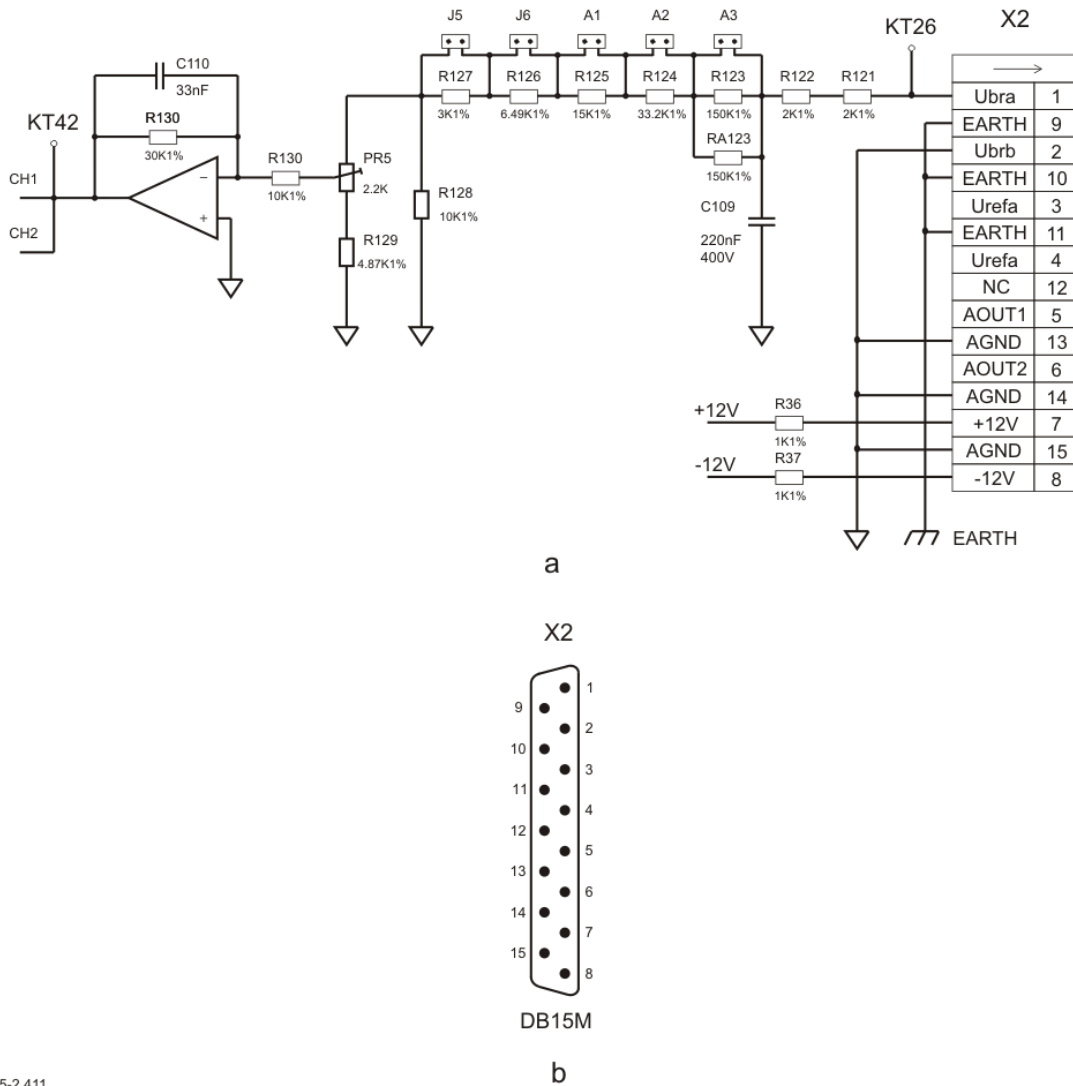 J5 J6 A1 A2 A3 KT26 X2
C110
33nF
R127 R126 R125 R124 R123 R122 R121
3K1% 6.49K1% 15K1% 33.2K1% 150K1% 2K1% 2K1%
KT42
R130
30K1%
RA123
150K1%
R130
10K1%
PR5
2.2K
CH1
CH2
−
+
R128
10K1%
R129
4.87K1%
C109
220nF
400V
Ubra 1
EARTH 9
Ubrb 2
EARTH 10
Urefa 3
EARTH 11
Urefa 4
NC 12
AOUT1 5
AGND 13
AOUT2 6
AGND 14
+12V 7
AGND 15
-12V 8
+12V R36
1K1%
-12V R37
1K1%
EARTH
a
X2
1
9
2
10
3
11
4
12
5
13
6
14
7
15
8
DB15M
b
5-2.411